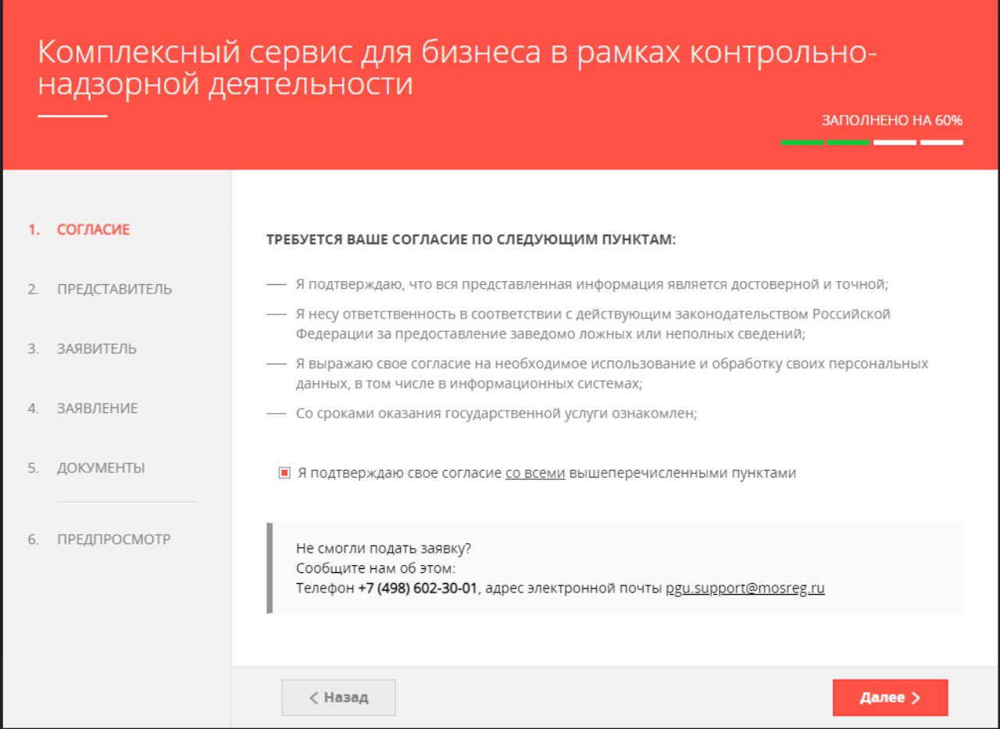 Комплексный сервис для бизнеса в рамках контрольно-
надзорной деятельности
ЗАПОЛНЕНО НА 60%
1. СОГЛАСИЕ
2. ПРЕДСТАВИТЕЛЬ
3. ЗАЯВИТЕЛЬ
4. ЗАЯВЛЕНИЕ
5. ДОКУМЕНТЫ
6. ПРЕДПРОСМОТР
ТРЕБУЕТСЯ ВАШЕ СОГЛАСИЕ ПО СЛЕДУЮЩИМ ПУНКТАМ:
— Я подтверждаю, что вся представленная информация является достоверной и точной;
— Я несу ответственность в соответствии с действующим законодательством Российской
Федерации за предоставление заведомо ложных или неполных сведений;
— Я выражаю свое согласие на необходимое использование и обработку своих персональных
данных, в том числе в информационных системах;
— Со сроками оказания государственной услуги ознакомлен;
Я подтверждаю свое согласие со всеми вышеперечисленными пунктами
Не смогли подать заявку?
Сообщите нам об этом:
Телефон +7 (498) 602-30-01, адрес электронной почты pgu.support@mosreg.ru
Назад
Далее